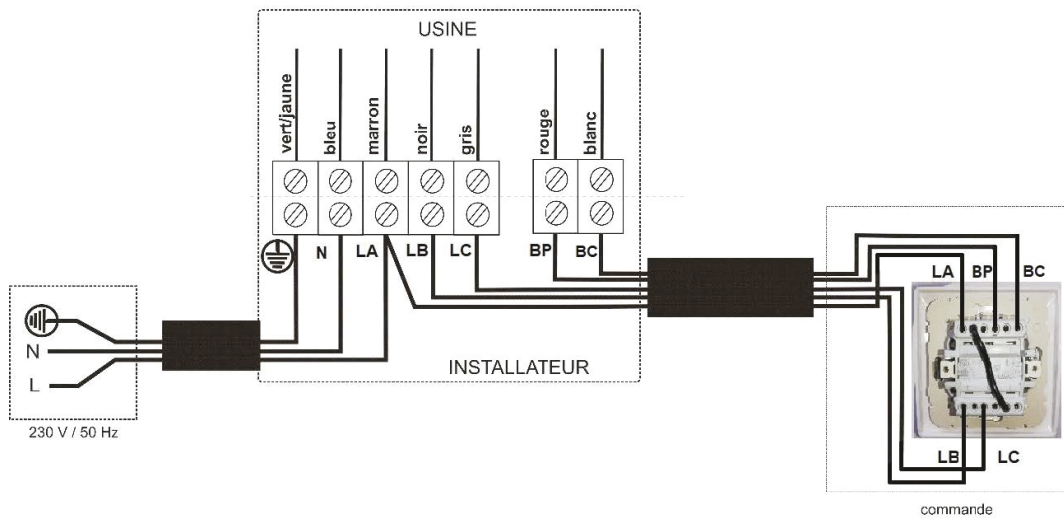 USINE
vert/jaune
bleu
marron
noir
gris
rouge
blanc
N
LA
LB
LC
BP
BC
LA
BP
BC
N
L
INSTALLATEUR
230 V / 50 Hz
LB
LC
commande